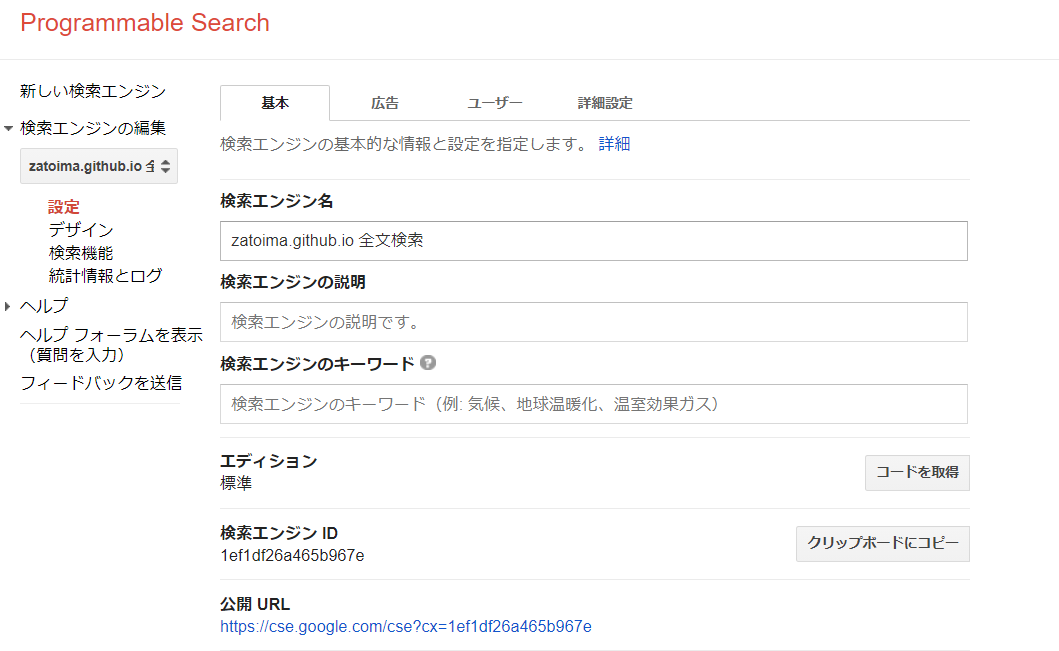 Programmable Search
新しい検索エンジン
検索エンジンの編集
zatoima.github.io
設定
デザイン
検索機能
統計情報とログ
ヘルプ
ヘルプ フォーラムを表示
（質問を入力）
フィードバックを送信
基本 広告 ユーザー 詳細設定
検索エンジンの基本的な情報と設定を指定します。 詳細
検索エンジン名
zatoima.github.io 全文検索
検索エンジンの説明
検索エンジンの説明です。
検索エンジンのキーワード ?
検索エンジンのキーワード（例: 気候、地球温暖化、温室効果ガス）
エディション
標準
コードを取得
検索エンジン ID
1ef1df26a465b967e
クリップボードにコピー
公開 URL
https://cse.google.com/cse?cx=1ef1df26a465b967e